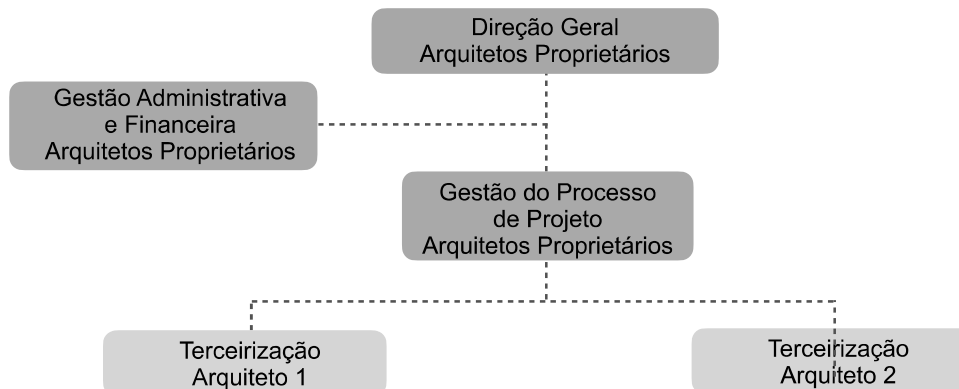 Direção Geral
Arquitetos Proprietários
Gestão Administrativa
e Financeira
Arquitetos Proprietários
Gestão do Processo
de Projeto
Arquitetos Proprietários
Terceirização
Arquiteto 1
Terceirização
Arquiteto 2